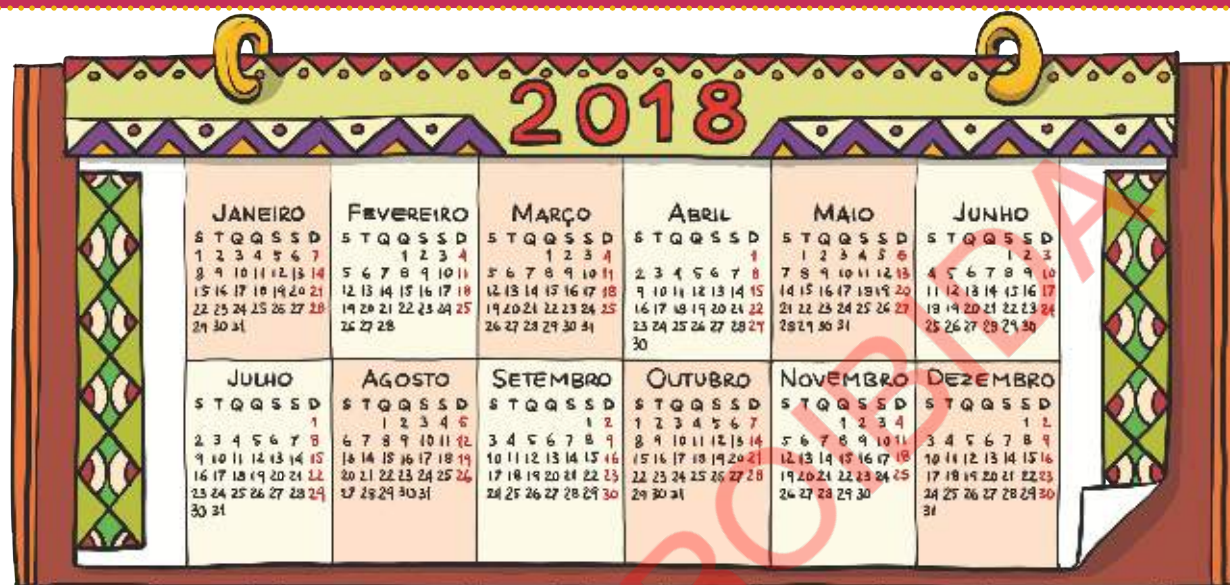 2018
JANEIRO FEVEREIRO MARÇO ABRIL MAIO JUNHO
S T Q Q S S D S T Q Q S S D S T Q Q S S D S T Q Q S S D S T Q Q S S D S T Q Q S S D
1 2 3 4 5 6 7 1 2 3 4 1 2 3 4 1 1 2 3 4 5 6 1 2 3
8 9 10 11 12 13 14 5 6 7 8 9 10 11 5 6 7 8 9 10 11 2 3 4 5 6 7 8 7 8 9 10 11 12 13 4 5 6 7 8 9 10
15 16 17 18 19 20 21 12 13 14 15 16 17 18 12 13 14 15 16 17 18 9 10 11 12 13 14 15 14 15 16 17 18 19 20 11 12 13 14 15 16 17
22 23 24 25 26 27 28 19 20 21 22 23 24 25 19 20 21 22 23 24 25 16 17 18 19 20 21 22 21 22 23 24 25 26 27 18 19 20 21 22 23 24
29 30 31 26 27 28 26 27 28 29 30 31 23 24 25 26 27 28 29 28 29 30 31 25 26 27 28 29 30
30
JULHO AGOSTO SETEMBRO OUTUBRO NOVEMBRO DEZEMBRO
S T Q Q S S D S T Q Q S S D S T Q Q S S D S T Q Q S S D S T Q Q S S D S T Q Q S S D
1 1 2 3 4 5 1 2 1 2 3 4 5 6 7 1 2 3 4 1 2
2 3 4 5 6 7 8 6 7 8 9 10 11 12 3 4 5 6 7 8 9 8 9 10 11 12 13 14 5 6 7 8 9 10 11 3 4 5 6 7 8 9
9 10 11 12 13 14 15 13 14 15 16 17 18 19 10 11 12 13 14 15 16 15 16 17 18 19 20 21 12 13 14 15 16 17 18 10 11 12 13 14 15 16
16 17 18 19 20 21 22 20 21 22 23 24 25 26 17 18 19 20 21 22 23 22 23 24 25 26 27 28 19 20 21 22 23 24 25 17 18 19 20 21 22 23
23 24 25 26 27 28 29 27 28 29 30 31 24 25 26 27 28 29 30 29 30 31 26 27 28 29 30 24 25 26 27 28 29 30
30 31 31
OIBIDA